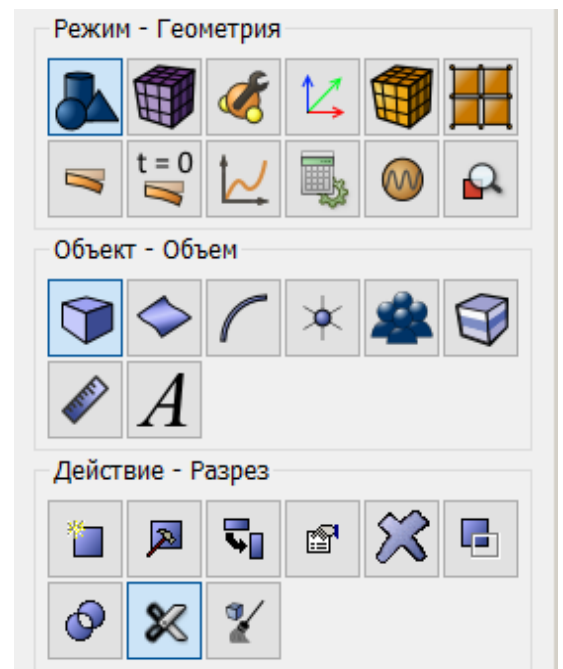 Режим - Геометрия
t = 0
Объект - Объем
A
Действие - Разрез